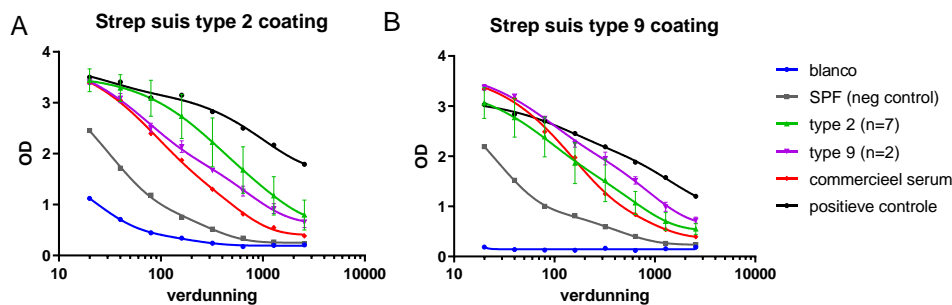 A
Strep suis type 2 coating
4
3
2
1
0
OD
10
100
1000
10000
verdunning
B
Strep suis type 9 coating
4
3
2
1
0
OD
10
100
1000
10000
verdunning
blanco
SPF (neg control)
type 2 (n=7)
type 9 (n=2)
commercieel serum
positieve controle